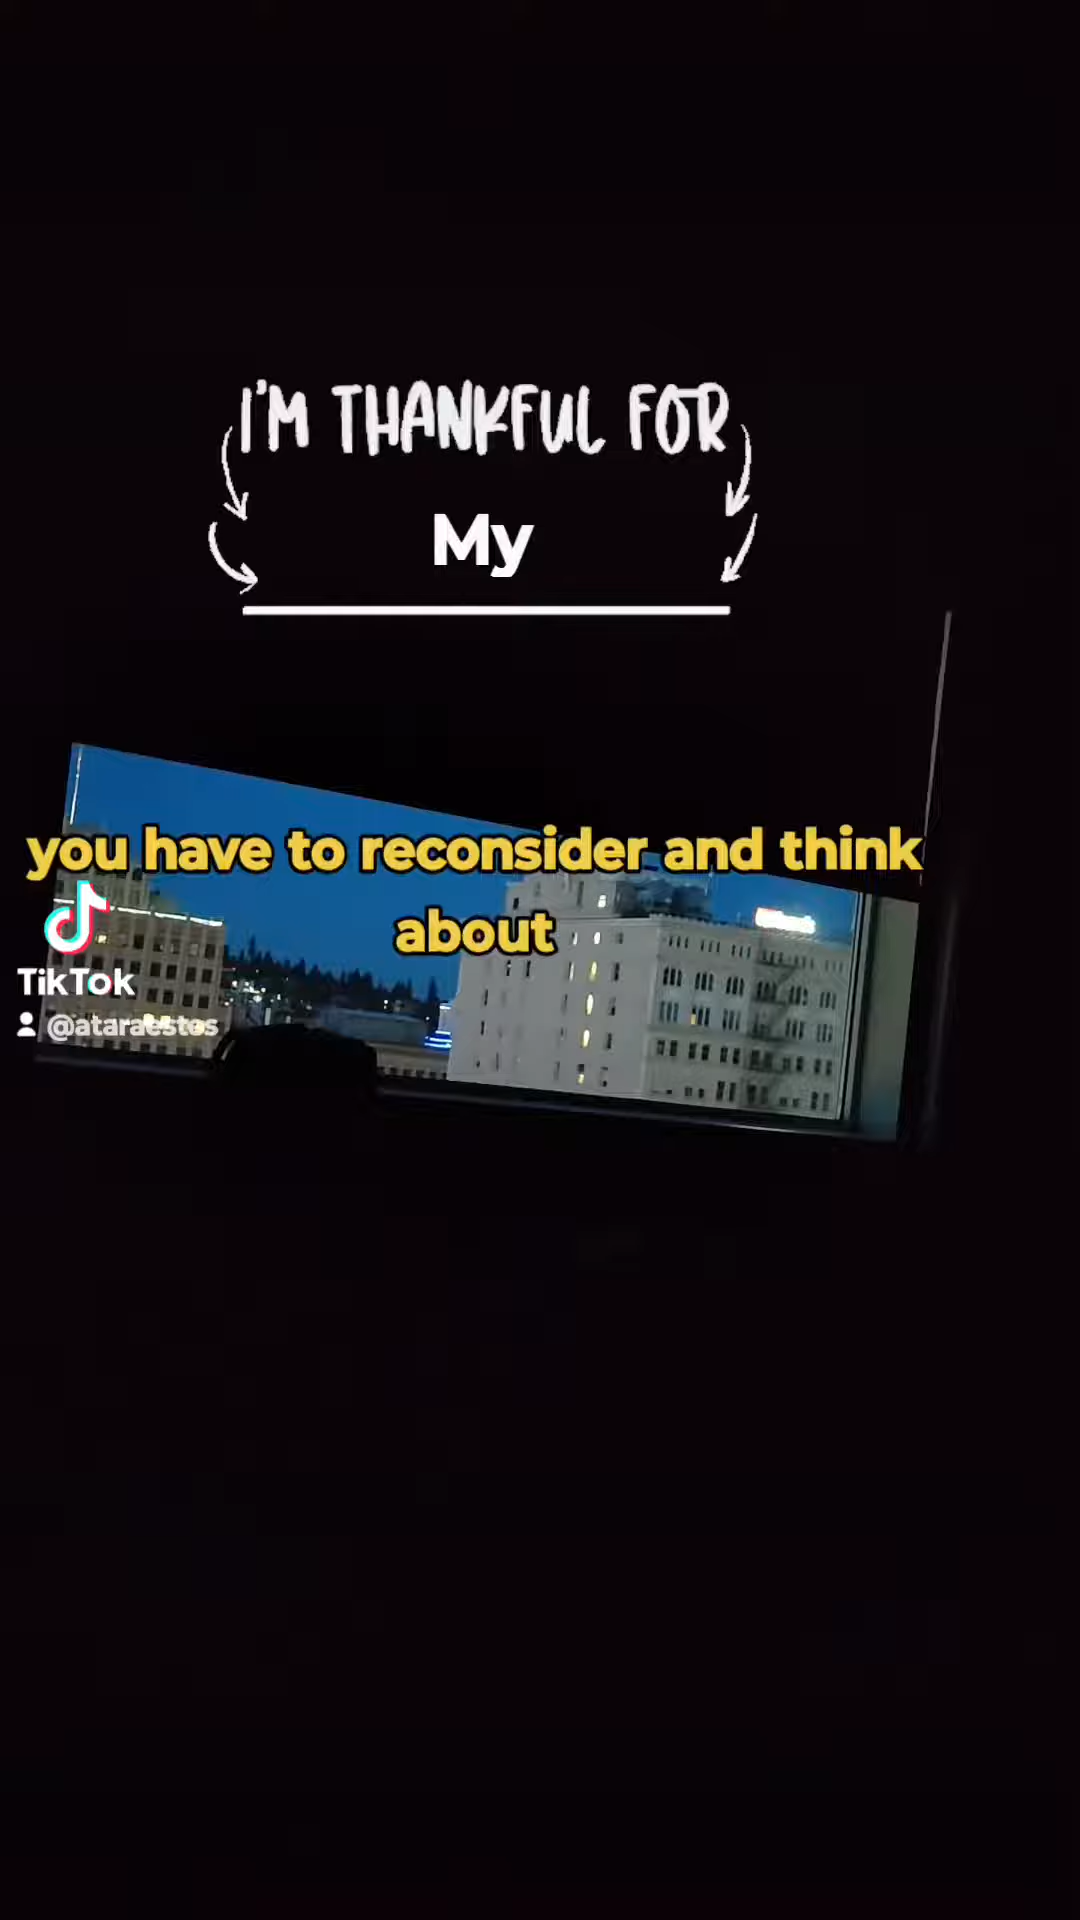 I'M THANKFUL FOR
My
you have to reconsider and think
about
TikTok
@ataraestes